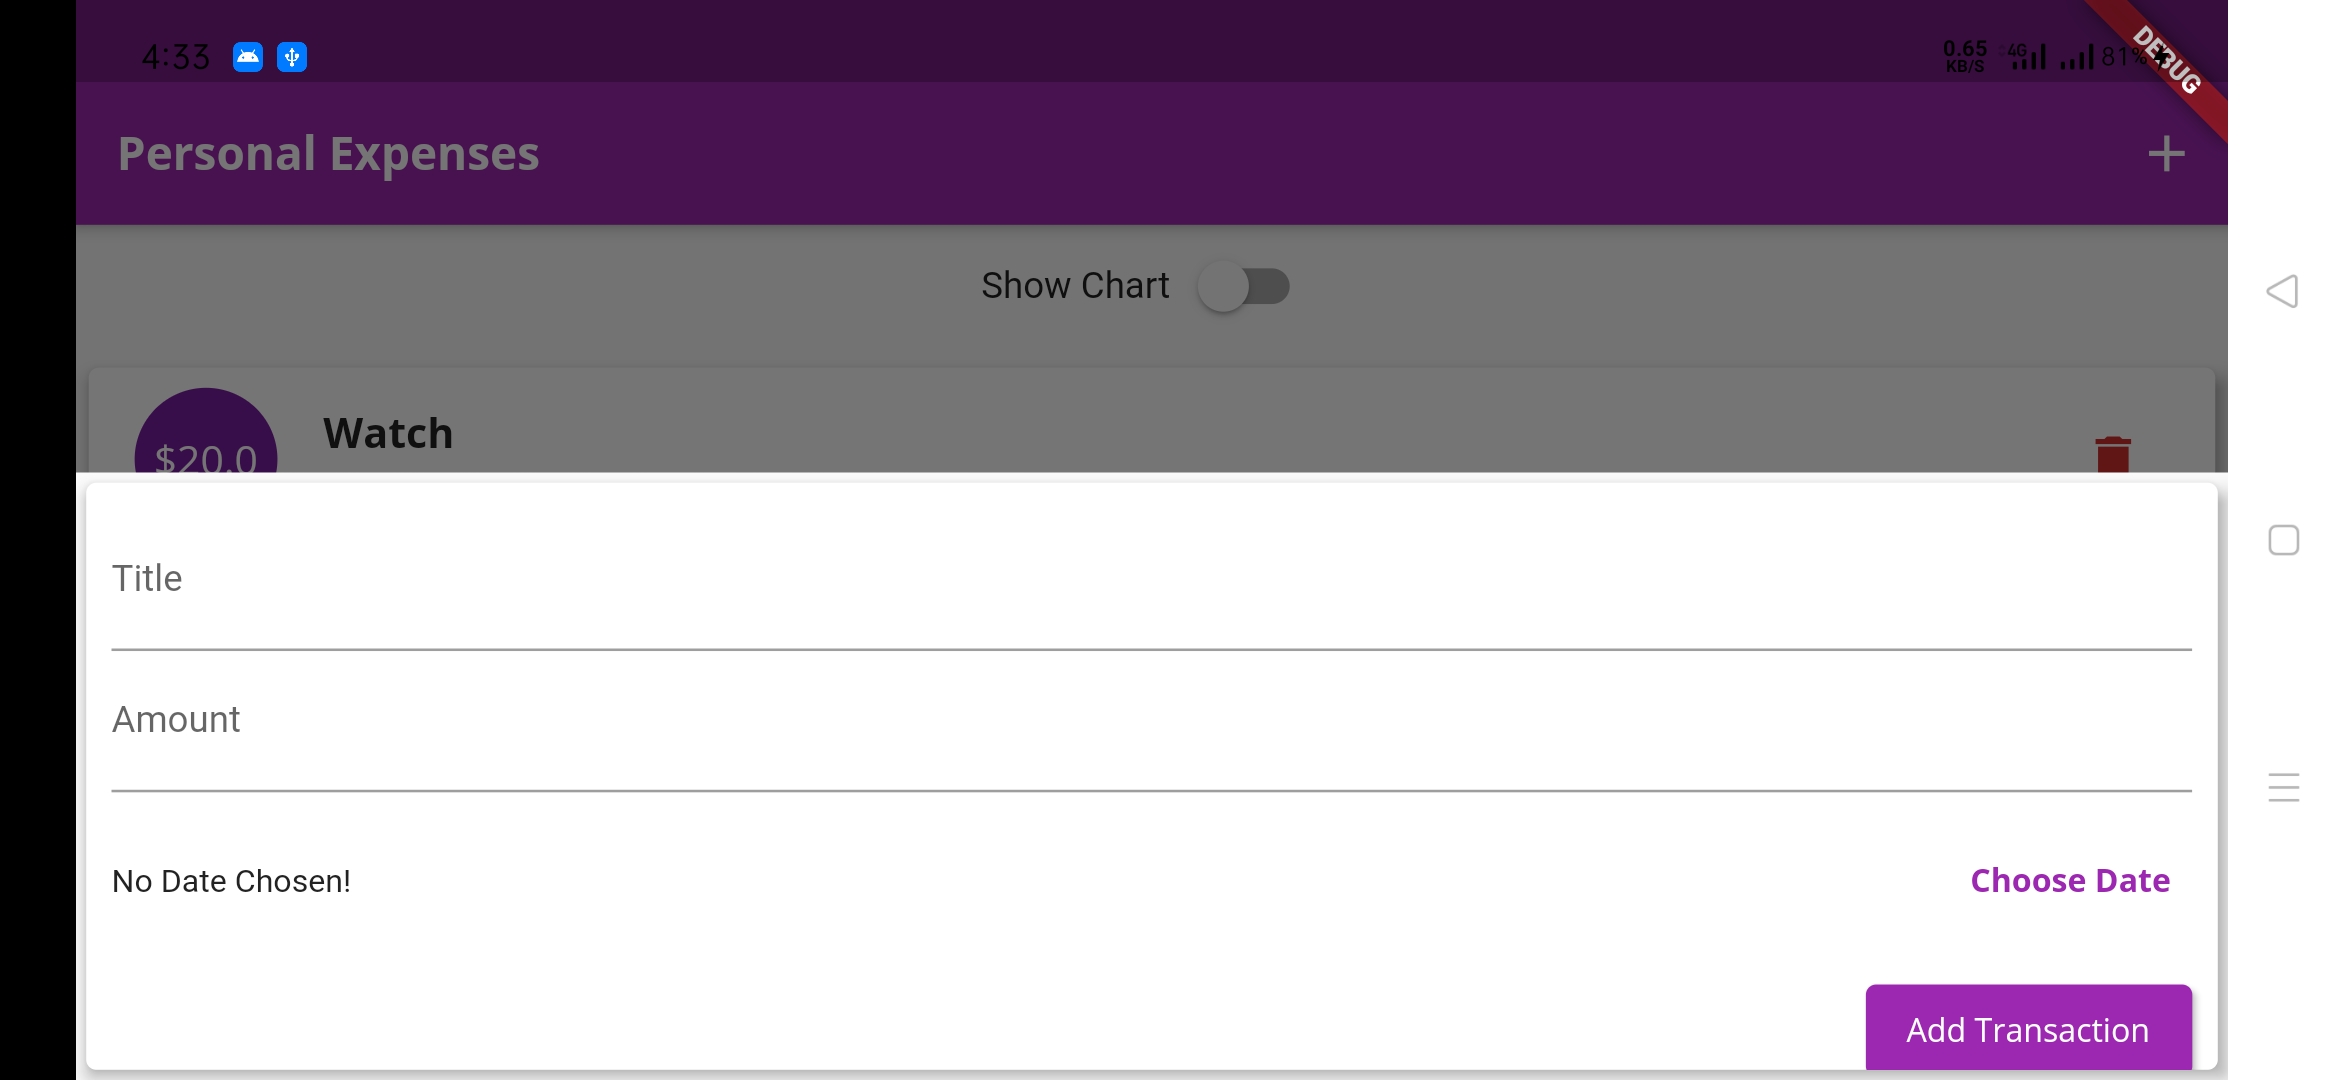 4:33
0.65 KB/S 4G 81%
DEBUG
Personal Expenses
Show Chart
Watch
$20.0
Title
Amount
No Date Chosen! Choose Date
Add Transaction